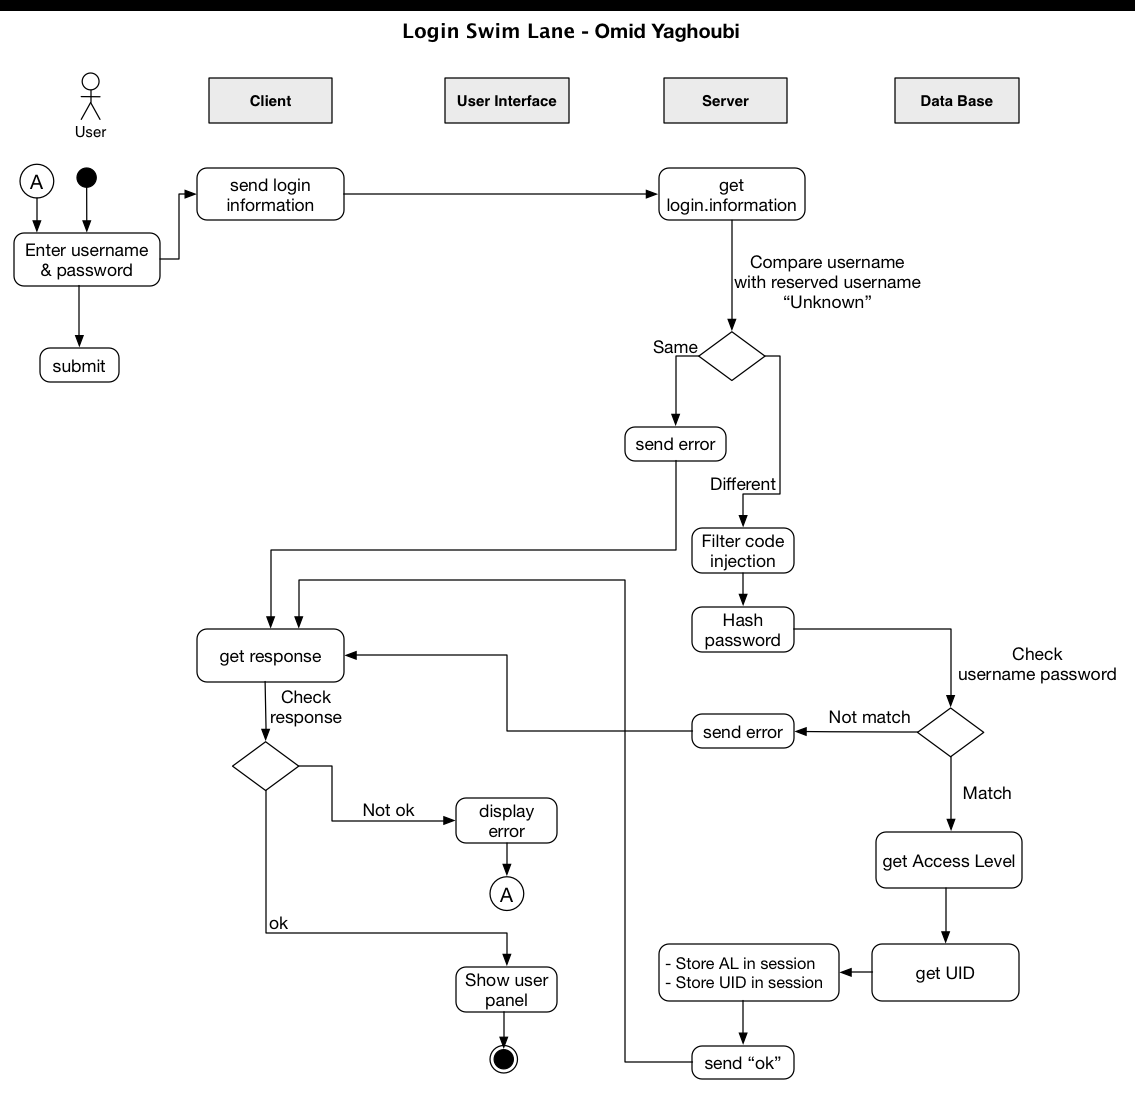 Login Swim Lane - Omid Yaghoubi
User
Client
User Interface
Server
Data Base
A
send login
information
get
login.information
Enter username
& password
Compare username
with reserved username
“Unknown”
submit
Same
send error
Different
Filter code
injection
Hash
password
get response
Check
username password
Check
response
Not match
send error
Match
Not ok
display
error
get Access Level
A
ok
- Store AL in session
- Store UID in session
get UID
Show user
panel
send “ok”